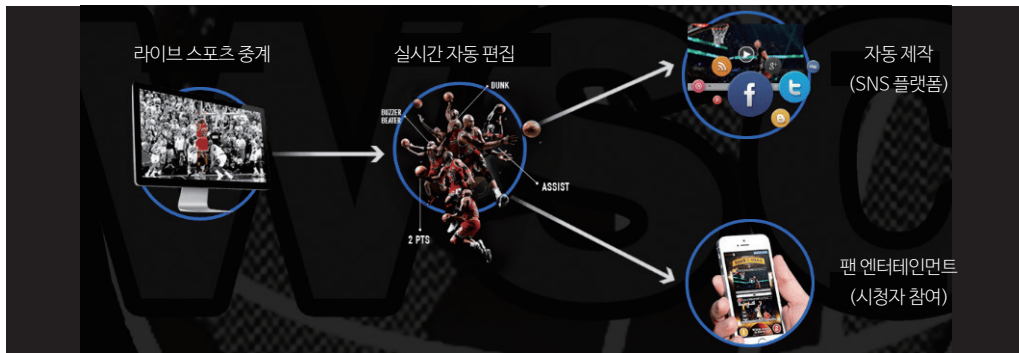 라이브 스포츠 중계
실시간 자동 편집
DUNK
BUZZER
BEATER
ASSIST
2 PTS
자동 제작
(SNS 플랫폼)
팬 엔터테인먼트
(시청자 참여)
WSC
g+
f